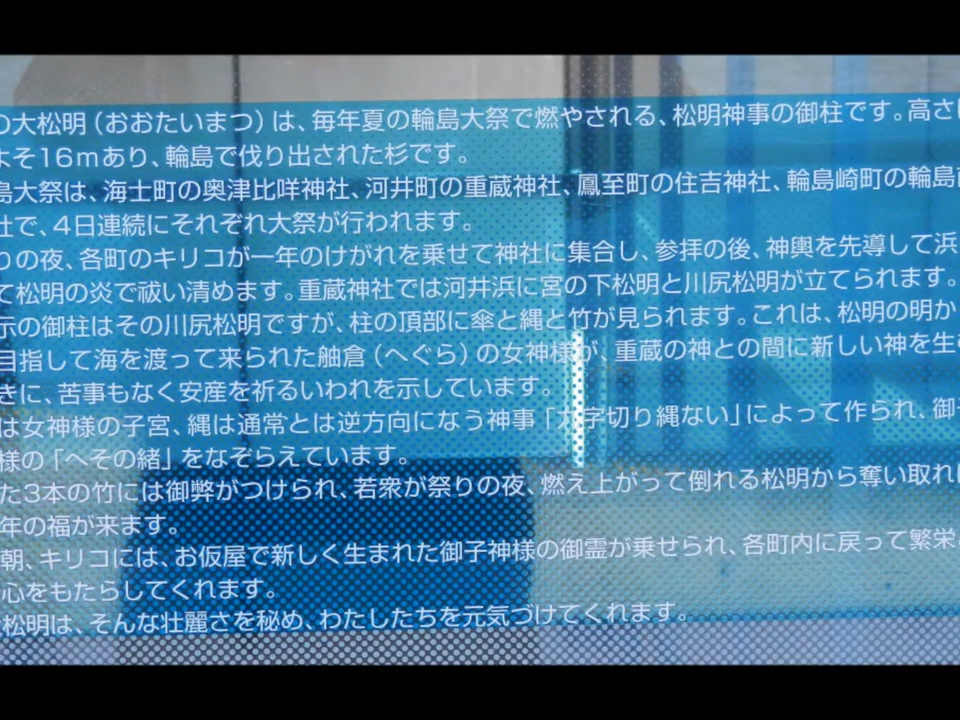 の大松明（おおたいまつ）は、毎年夏の輪島大祭で燃やされる、松明神事の御柱です。高さ
よそ16mあり、輪島で伐り出された杉です。
島大祭は、海士町の奥津比咩神社、河井町の重蔵神社、鳳至町の住吉神社、輪島崎町の輪島
社で、4日連続にそれぞれ大祭が行われます。
りの夜、各町のキリコが一年のけがれを乗せて神社に集合し、参拝の後、神輿を先導して浜
て松明の炎で祓い清めます。重蔵神社では河井浜に宮の下松明と川尻松明が立てられます。
示の御柱はその川尻松明ですが、柱の頂部に傘と縄と竹が見られます。これは、松明の明か
目指して海を渡って来られた舳倉（へぐら）の女神様が、重蔵の神との間に新しい神を生
きに、苦事もなく安産を祈るいわれを示しています。
は女神様の子宮、縄は通常とは逆方向になう神事「力字切り縄ない」によって作られ、御
様の「へその緒」をなぞらえています。
た3本の竹には御弊がつけられ、若衆が祭りの夜、燃え上がって倒れる松明から奪い取れ
年の福が来ます。
朝、キリコには、お仮屋で新しく生まれた御子神様の御霊が乗せられ、各町内に戻って繁栄
心をもたらしてくれます。
松明は、そんな壮麗さを秘め、わたしたちを元気づけてくれます。